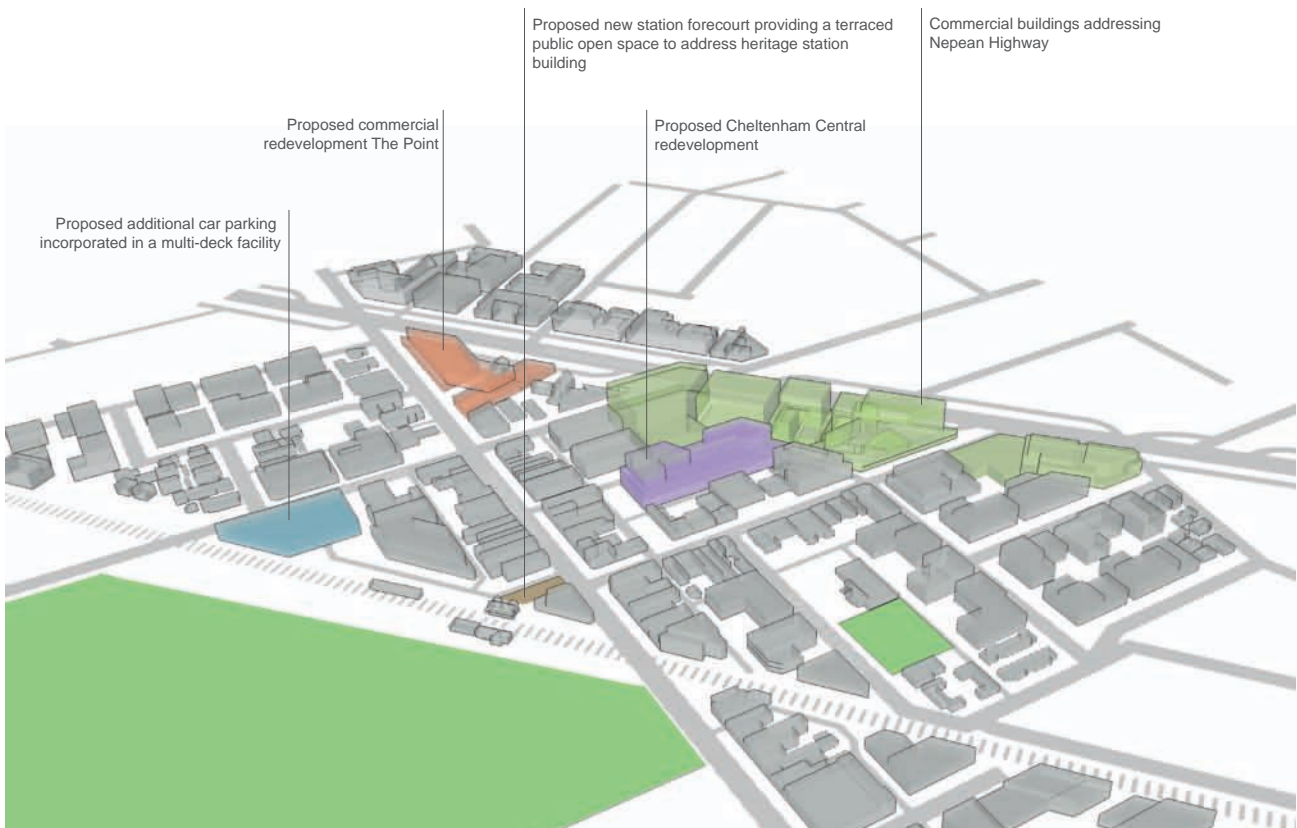 Proposed new station forecourt providing a terraced
public open space to address heritage station
building
Commercial buildings addressing
Nepean Highway
Proposed commercial
redevelopment The Point
Proposed Cheltenham Central
redevelopment
Proposed additional car parking
incorporated in a multi-deck facility